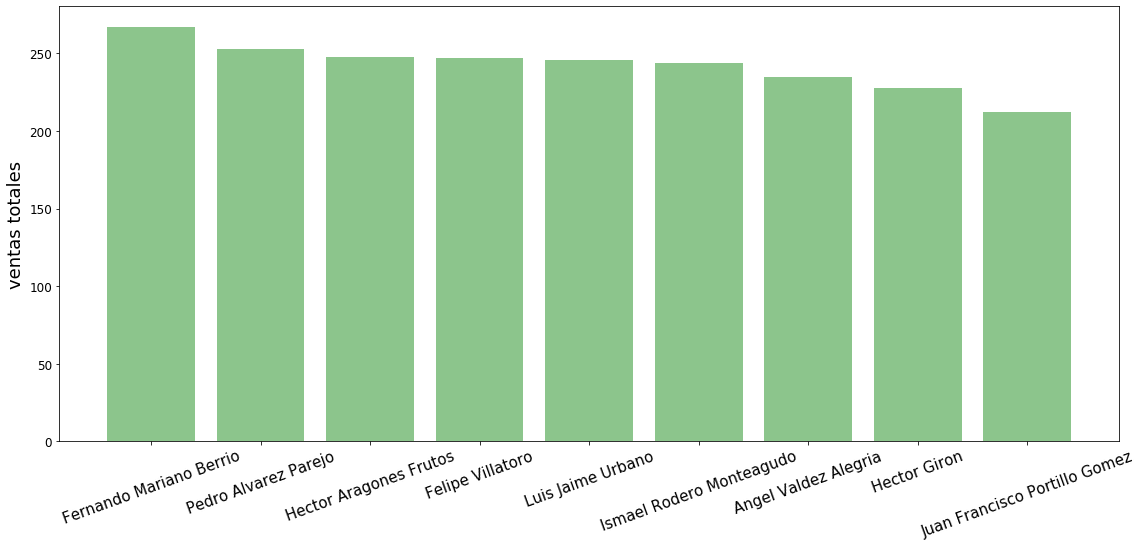 ventas totales
250
200
150
100
50
0
Fernando Mariano Berrio
Pedro Alvarez Parejo
Hector Aragones Frutos
Felipe Villatoro
Luis Jaime Urbano
Ismael Rodero Monteagudo
Angel Valdez Alegria
Hector Giron
Juan Francisco Portillo Gomez